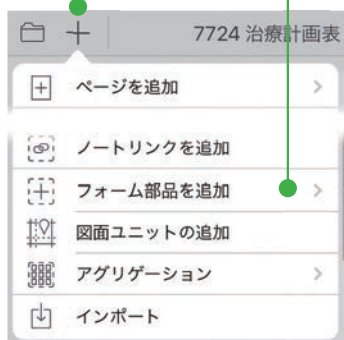 7724 治療計画表
ページを追加
ノートリンクを追加
フォーム部品を追加
図面ユニットの追加
アグリゲーション
インポート